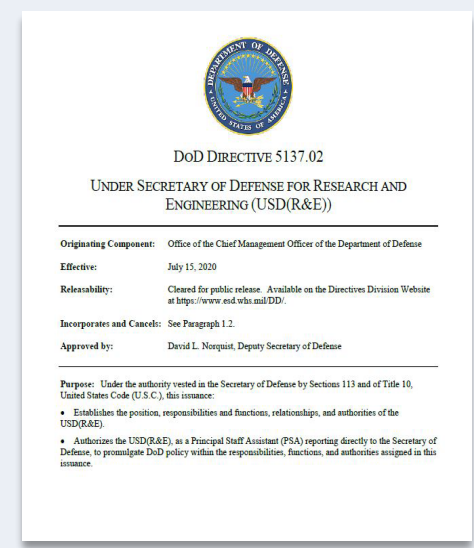 DEPARTMENT OF DEFENSE
UNITED STATES OF AMERICA
DOD DIRECTIVE 5137.02
UNDER SECRETARY OF DEFENSE FOR RESEARCH AND
ENGINEERING (USD(R&E))
Originating Component: Office of the Chief Management Officer of the Department of Defense
Effective: July 15, 2020
Releasability: Cleared for public release. Available on the Directives Division Website
at https://www.esd.whs.mil/DD/.
Incorporates and Cancels: See Paragraph 1.2.
Approved by: David L. Norquist, Deputy Secretary of Defense
Purpose: Under the authority vested in the Secretary of Defense by Sections 113 and of Title 10,
United States Code (U.S.C.), this issuance:
• Establishes the position, responsibilities and functions, relationships, and authorities of the
USD(R&E).
• Authorizes the USD(R&E), as a Principal Staff Assistant (PSA) reporting directly to the Secretary of
Defense, to promulgate DoD policy within the responsibilities, functions, and authorities assigned in this
issuance.